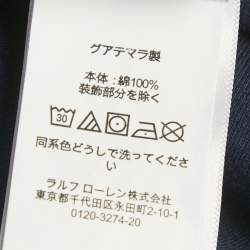 グアテマラ製
本体：綿100%
装飾部分を除く
30
同系色どうしで洗ってくださ
い
ラルフ ローレン株式会社
東京都千代田区永田町2-10-1
0120-3274-20